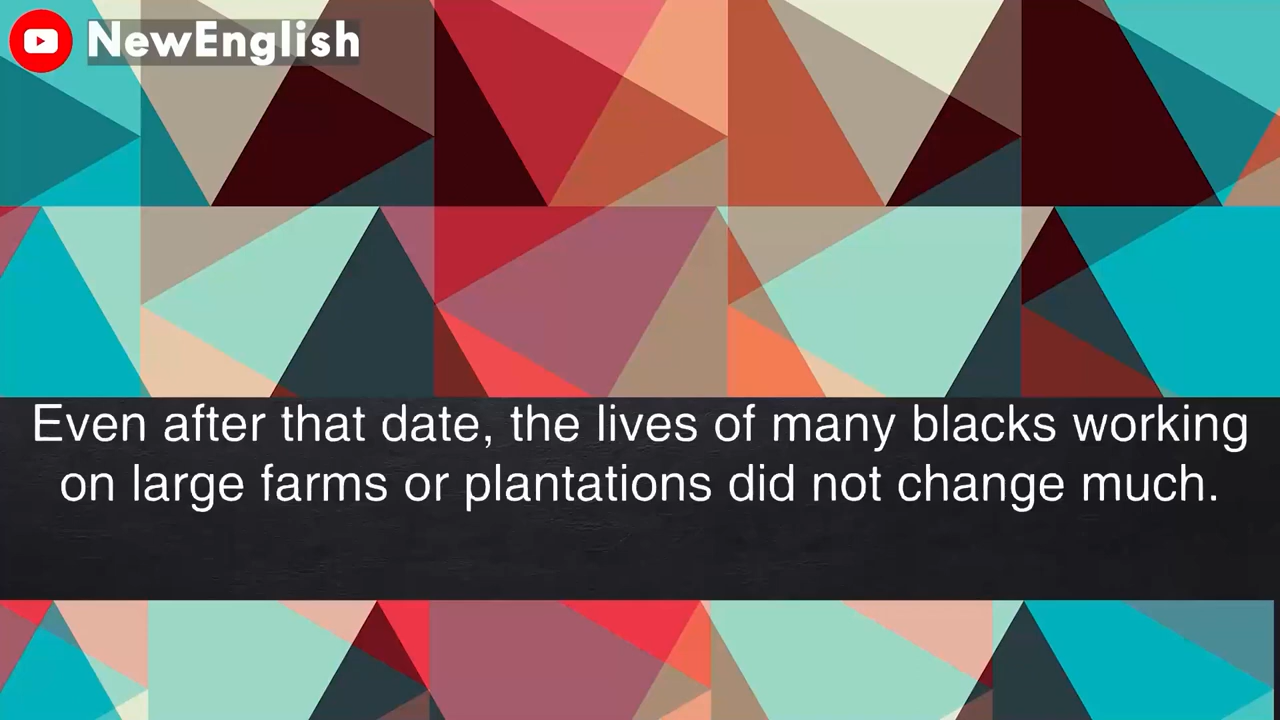 NewEnglish
Even after that date, the lives of many blacks working
on large farms or plantations did not change much.